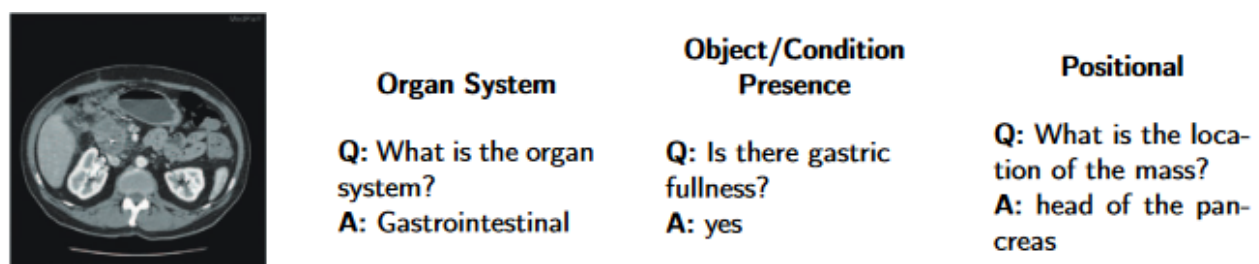 MedPix
Organ System
Q: What is the organ
system?
A: Gastrointestinal
Object/Condition
Presence
Q: Is there gastric
fullness?
A: yes
Positional
Q: What is the loca-
tion of the mass?
A: head of the pan-
creas